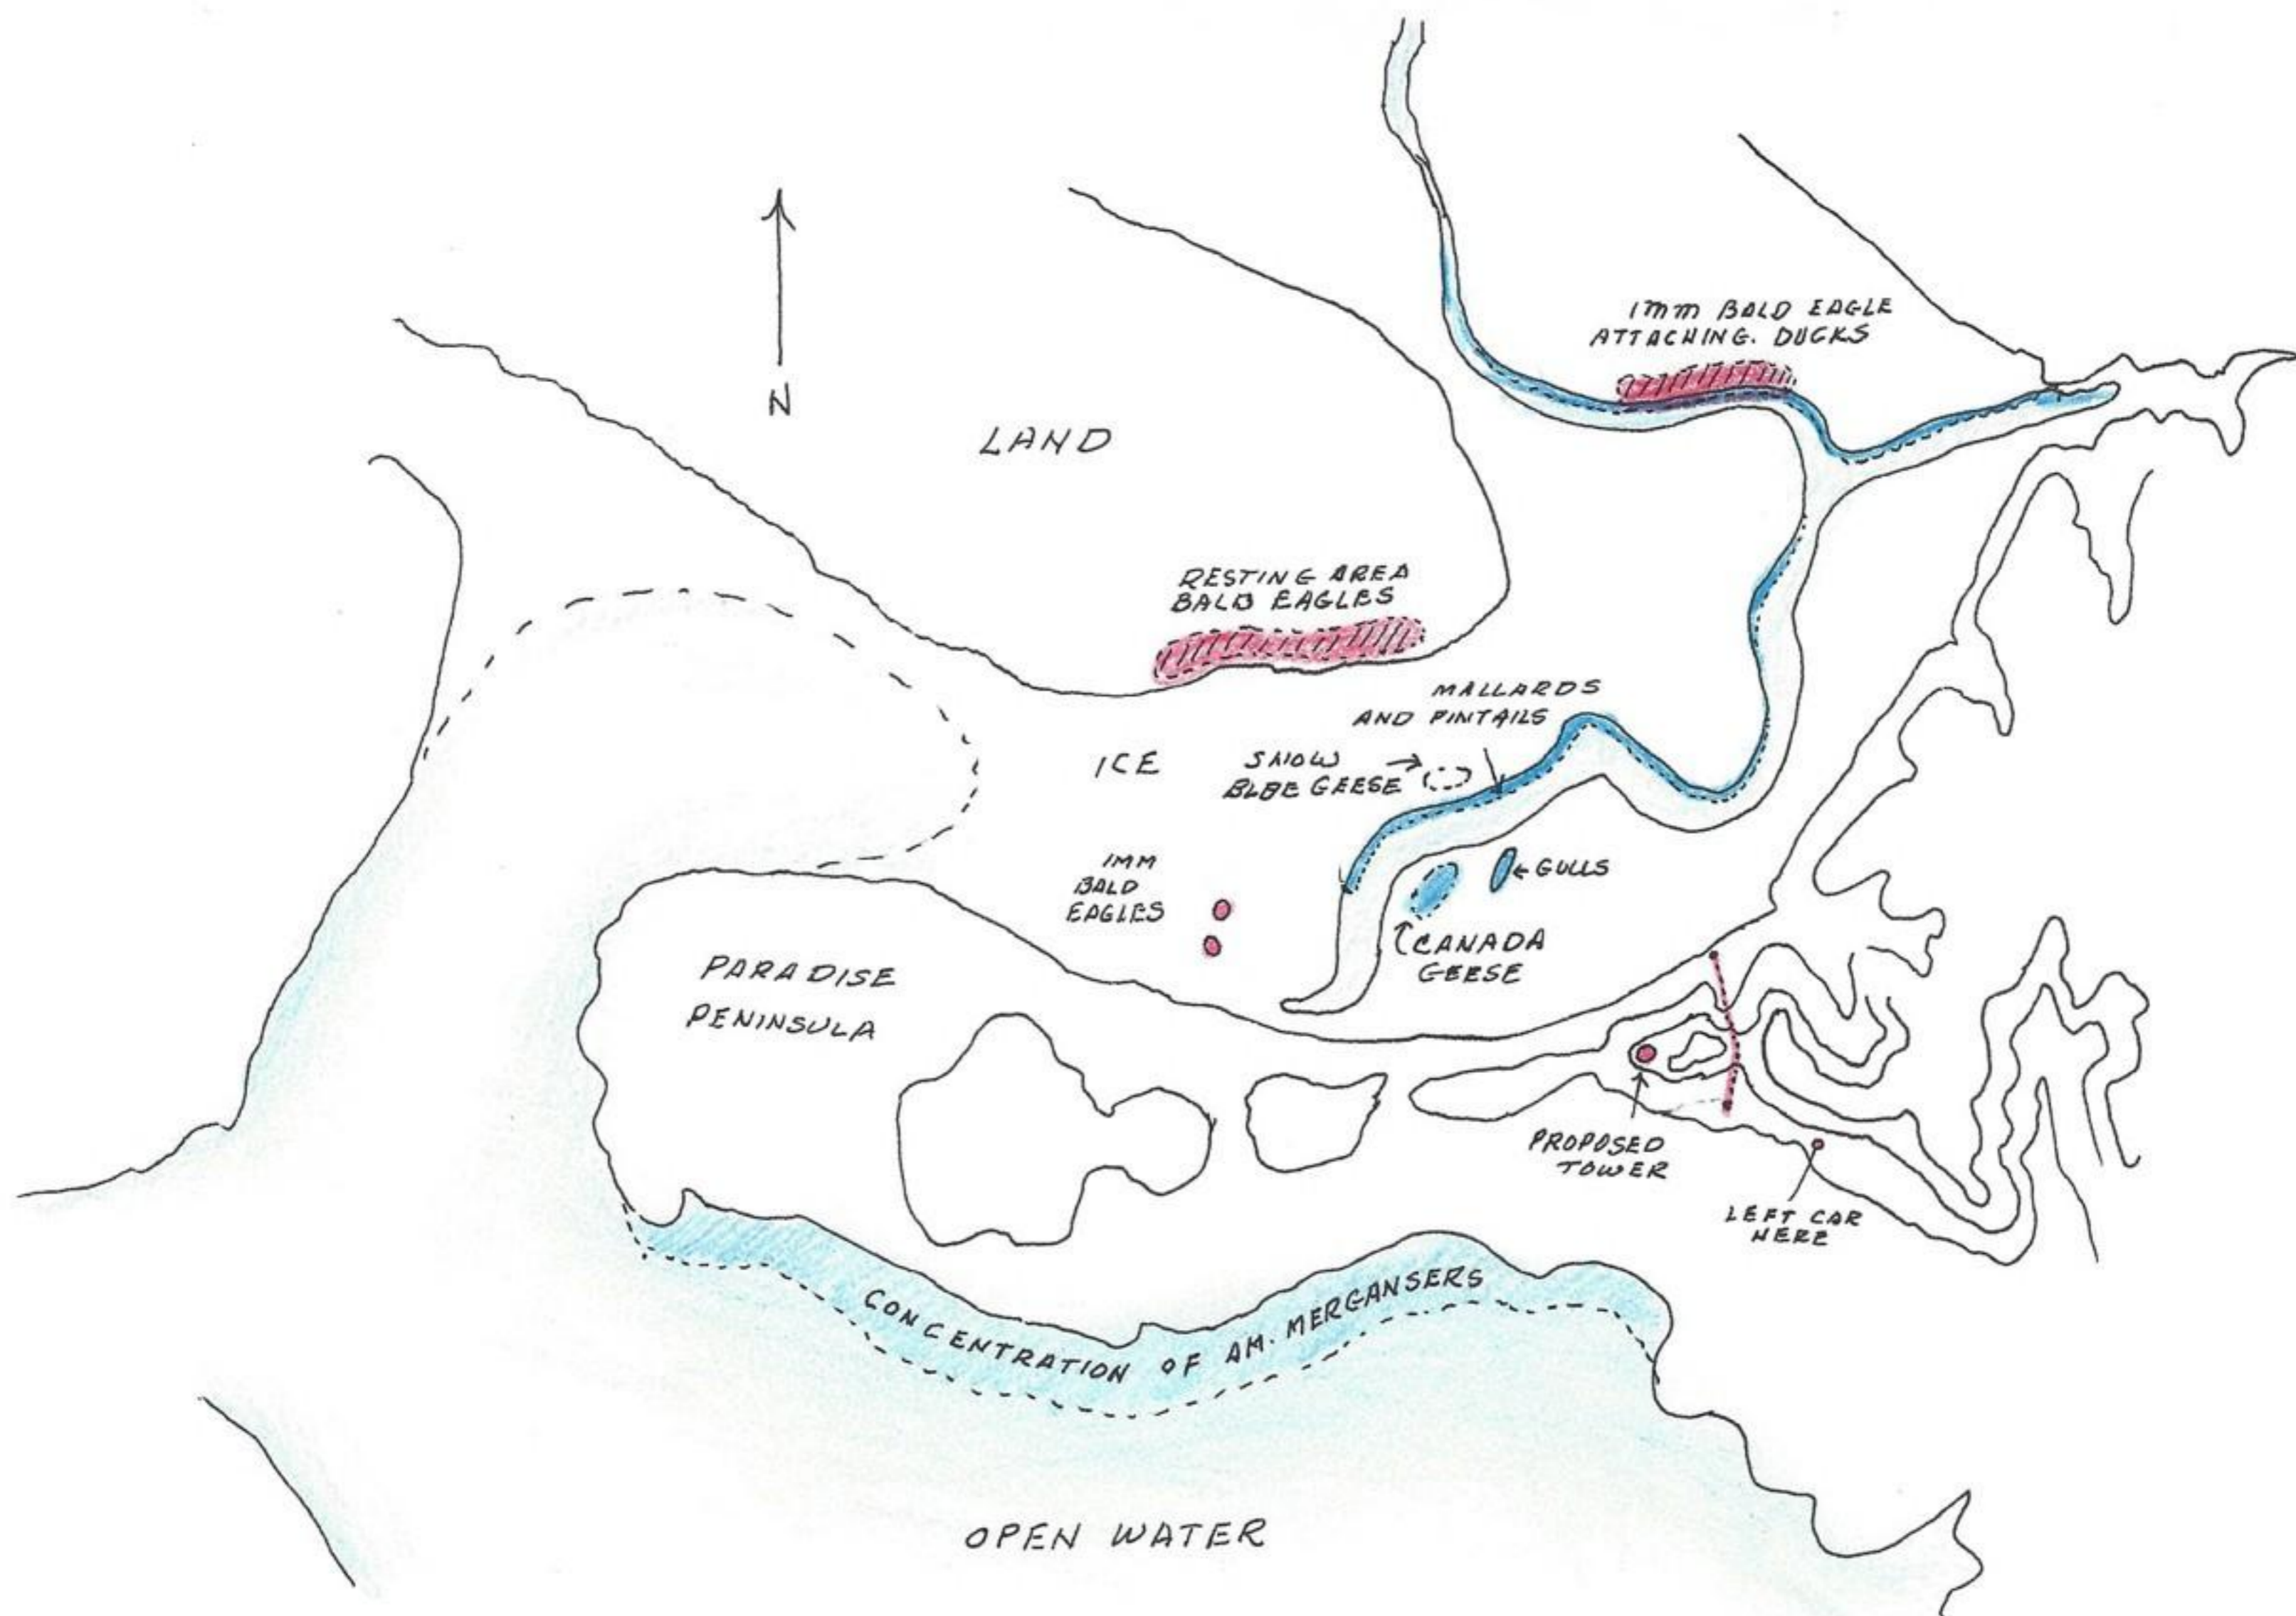 IMM BALD EAGLE
ATTACHING. DUCKS
N
LAND
RESTING AREA
BALD EAGLES
MALLARDS
AND PINTAILS
ICE
SNOW
BLBE GEESE
IMM
BALD
EAGLES
GULLS
CANADA
GEESE
PARADISE
PENINSULA
PROPOSED
TOWER
LEFT CAR
HERE
CONCENTRATION OF AM. MERGANSERS
OPEN WATER